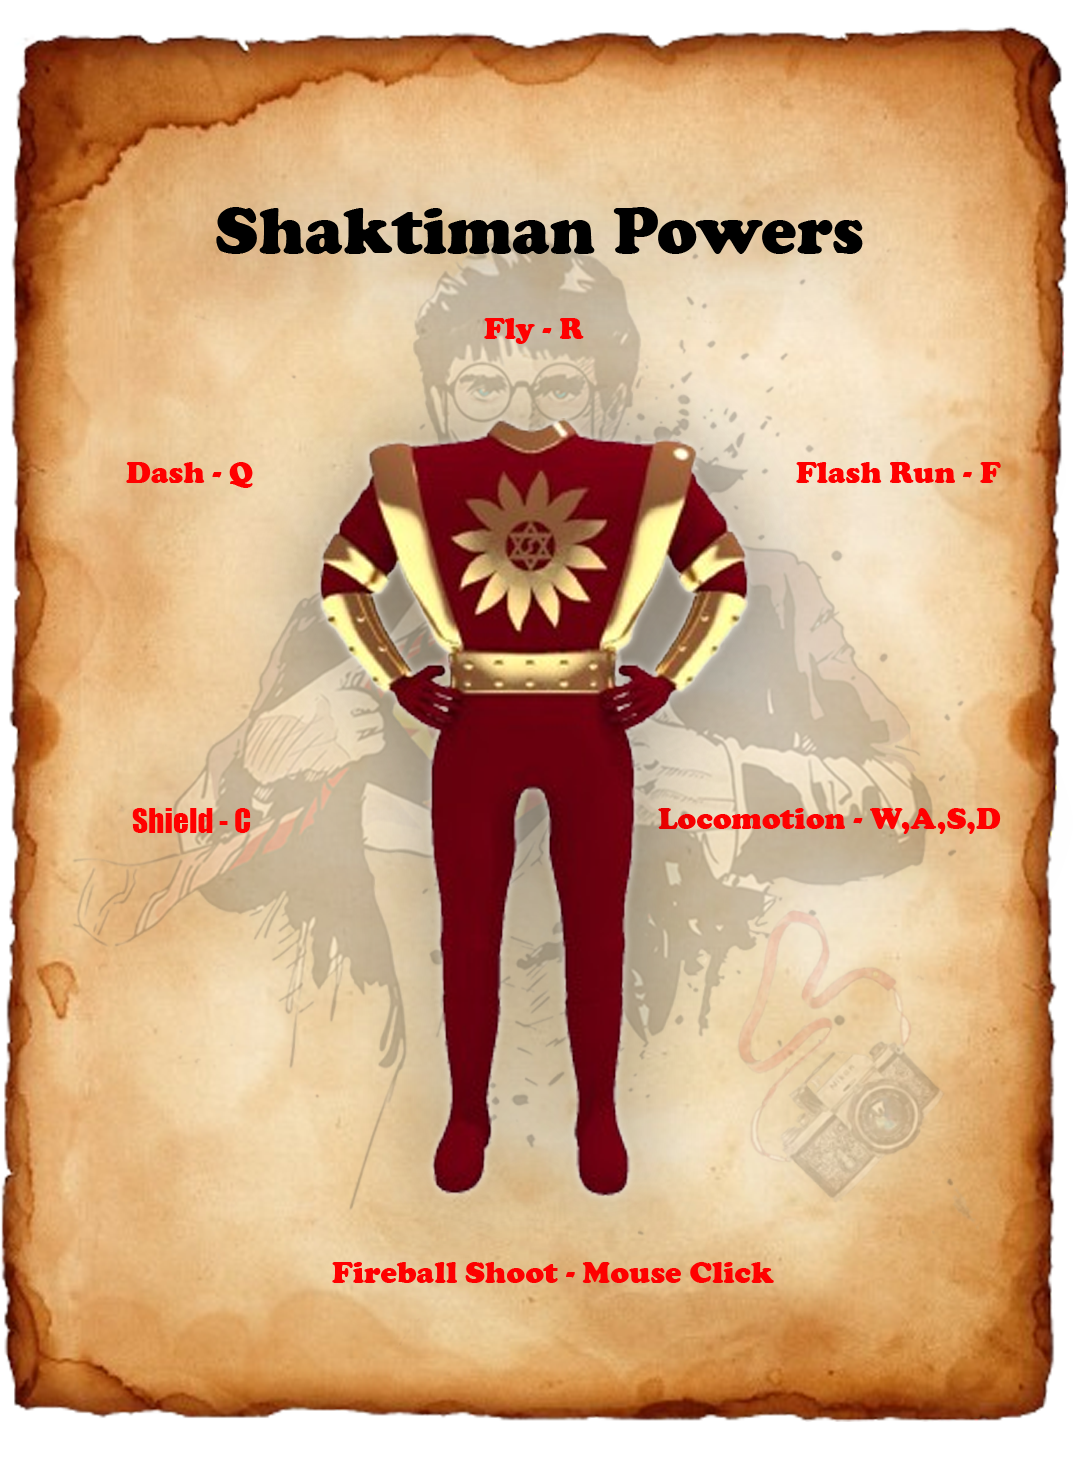 Shaktiman Powers
Fly - R
Dash - Q
Flash Run - F
Shield - C
Locomotion - W,A,S,D
Fireball Shoot - Mouse Click